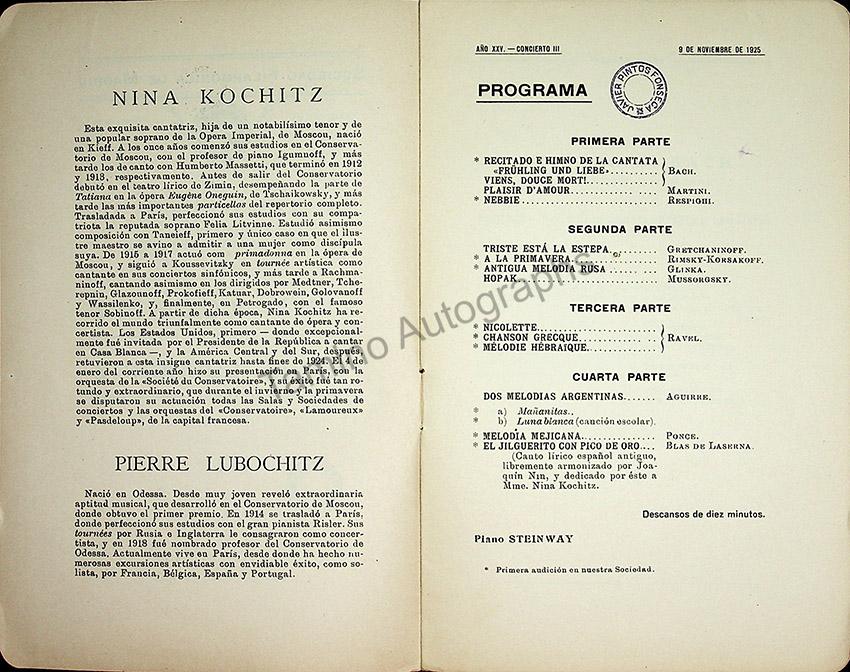 NINA KOCHITZ
Esta exquisita cantatriz, hija de un notabilísimo tenor y de
una popular soprano de la Opera Imperial, de Moscou, nació
en Kieff. A los once años comenzó sus estudios en el Conserva-
torio de Moscou, con el profesor de piano Igumnoff, y más
tarde los de canto con Humberto Massetti, que terminó en 1912
y 1913, respectivamente. Antes de salir del Conservatorio
debutó en el teatro lírico de Zimin, desempeñando la parte de
Tatiana en la ópera Eugène Oneguin, de Tschaikowsky, y más
tarde las más importantes particellas del repertorio completo.
Trasladada a París, perfeccionó sus estudios con su compa-
triota la reputada soprano Felia Litvinne. Estudió asimismo
composición con Taneieff, primero y único caso en que el ilus-
tre maestro se avino a admitir a una mujer como discípula
suya. De 1915 a 1917 actuó com primadonna en la ópera de
Moscou, y siguió a Koussevitzky en tournée artística como
cantante en sus conciertos sinfónicos, y más tarde a Rachma-
ninoff, cantando asimismo en los dirigidos por Medtner, Tche-
repnin, Glazounoff, Prokofieff, Katuar, Dobrowein, Golovanoff
y Wassilenko, y, finalmente, en Petrogado, con el famoso
tenor Sobinoff. A partir de dicha época, Nina Kochitz ha re-
corrido el mundo triunfalmente como cantante de ópera y con-
certista. Los Estados Unidos, primero — donde excepcional-
mente fué invitada por el Presidente de la República a cantar
en Casa Blanca —, y la América Central y del Sur, después,
retuvieron a esta insigne cantatriz hasta fines de 1924. El 4 de
enero del corriente año hizo su presentación en París, con la
orquesta de la «Société du Conservatoire», y su éxito fué tan ro-
tundo y extraordinario, que durante el invierno y la primavera
se disputaron su actuación todas las Salas y Sociedades de
conciertos y las orquestas del «Conservatoire», «Lamoureux»
y «Pasdeloup», de la capital francesa.
PIERRE LUBOCHITZ
Nació en Odessa. Desde muy joven reveló extraordinaria
aptitud musical, que desarrolló en el Conservatorio de Moscou,
donde obtuvo el primer premio. En 1914 se trasladó a París,
donde perfeccionó sus estudios con el gran pianista Risler. Sus
tournées por Rusia e Inglaterra le consagraron como concer-
tista, y en 1918 fué nombrado profesor del Conservatorio de
Odessa. Actualmente vive en París, desde donde ha hecho nu-
merosas excursiones artísticas con envidiable éxito, como so-
lista, por Francia, Bélgica, España y Portugal.
AÑO XXV. — CONCIERTO III 9 DE NOVIEMBRE DE 1925
PROGRAMA
JAVIER PINTOS FONSECA
PRIMERA PARTE
* RECITADO E HIMNO DE LA CANTATA
«FRÜHLING UND LIEBE».......... BACH.
VIENS, DOUCE MORT!..............
PLAISIR D'AMOUR................. MARTINI.
* NEBBIE.......................... RESPIGHI.
SEGUNDA PARTE
TRISTE ESTÁ LA ESTEPA......... GRETCHANINOFF.
* A LA PRIMAVERA................. RIMSKY-KORSAKOFF.
* ANTIGUA MELODÍA RUSA ...... ... GLINKA.
HOPAK............................ MUSSORGSKY.
TERCERA PARTE
* NICOLETTE.......................
* CHANSON GRECQUE................ RAVEL.
* MÉLODIE HÉBRAIQUE..............
CUARTA PARTE
DOS MELODIAS ARGENTINAS....... AGUIRRE.
* a) Mañanitas..
* b) Luna blanca (canción escolar).
* MELODÍA MEJICANA............... PONCE.
* EL JILGUERITO CON PICO DE ORO.... BLAS DE LASERNA.
(Canto lírico español antiguo,
libremente armonizado por Joa-
quín Nin, y dedicado por éste a
Mme. Nina Kochitz.
Descansos de diez minutos.
Piano STEINWAY
* Primera audición en nuestra Sociedad.
Tamino Autographs